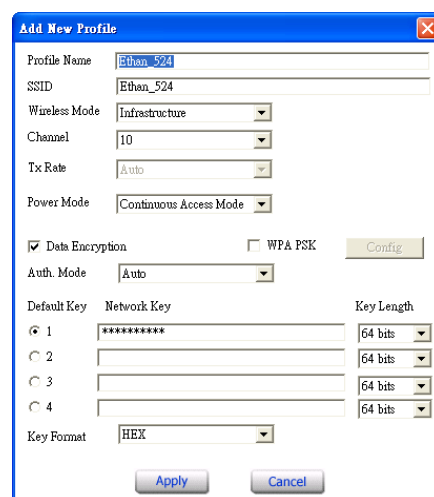 Add New Profile
Profile Name Ethan_524
SSID Ethan_524
Wireless Mode Infrastructure
Channel 10
Tx Rate Auto
Power Mode Continuous Access Mode
Data Encryption WPA PSK Config
Auth. Mode Auto
Default Key Network Key Key Length
1 ********** 64 bits
2 64 bits
3 64 bits
4 64 bits
Key Format HEX
Apply Cancel